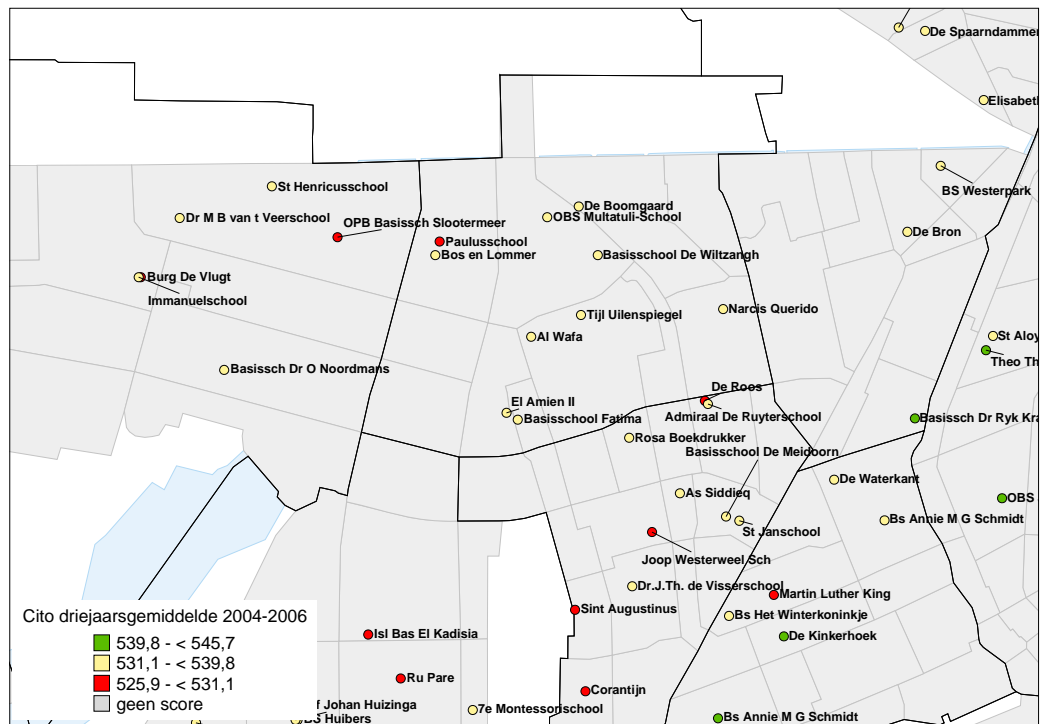 De Spaarndammer
Elisabeth
BS Westerpark
St Henricusschool
De Boomgaard
Dr M B van t Veerschool
OPB Basissch Slootermeer
OBS Multatuli-School
De Bron
Paulusschool
Bos en Lommer
Basisschool De Wiltzangh
Burg De Vlugt
Immanuelschool
Narcis Querido
Tijl Uilenspiegel
Al Wafa
St Aloy
Theo Th
Basissch Dr O Noordmans
De Roos
El Amien II
Admiraal De Ruyterschool
Basisschool Fatima
Basissch Dr Ryk Kra
Rosa Boekdrukker
Basisschool De Meidoorn
De Waterkant
As Siddieq
OBS
Bs Annie M G Schmidt
St Janschool
Joop Westerweel Sch
Dr.J.Th. de Visserschool
Martin Luther King
Sint Augustinus
Bs Het Winterkoninkje
De Kinkerhoek
Isl Bas El Kadisia
Ru Pare
Corantijn
f Johan Huizinga
7e Montessorischool
BS Huibers
Bs Annie M G Schmidt
Cito driejaarsgemiddelde 2004-2006
539,8 - < 545,7
531,1 - < 539,8
525,9 - < 531,1
geen score